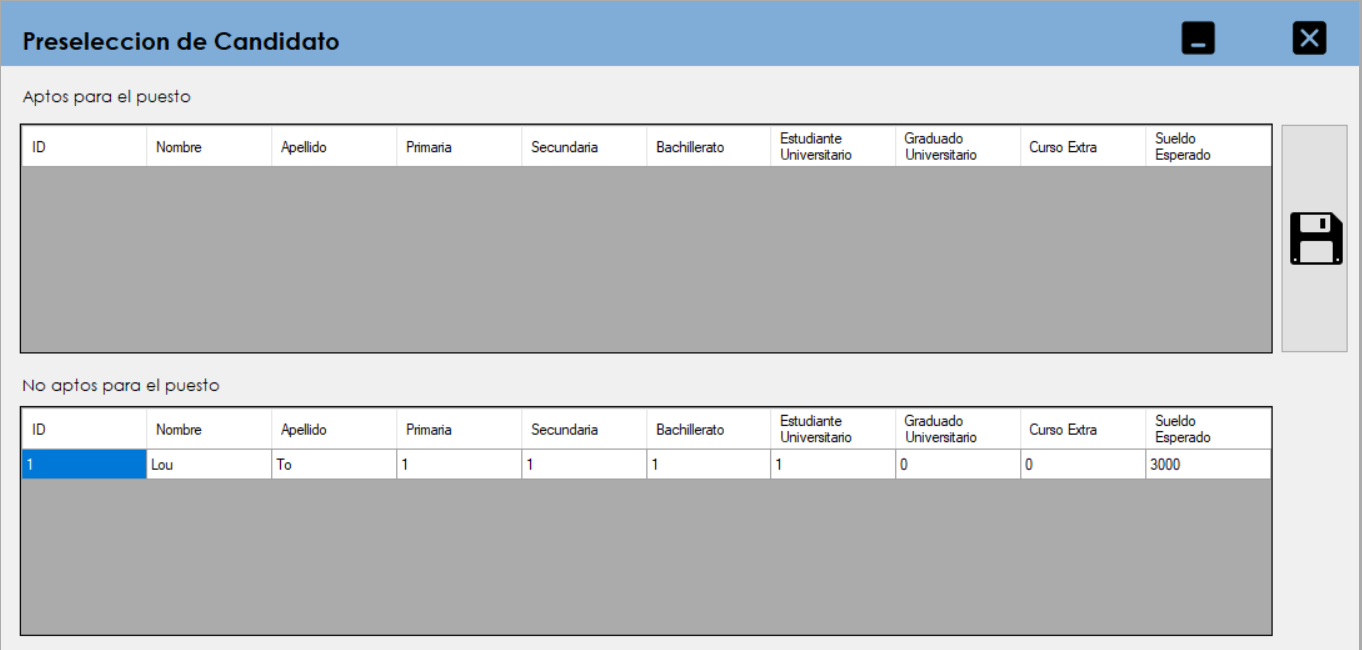 Preseleccion de Candidato
Aptos para el puesto
ID Nombre Apellido Primaria Secundaria Bachillerato Estudiante Universitario Graduado Universitario Curso Extra Sueldo Esperado
No aptos para el puesto
ID Nombre Apellido Primaria Secundaria Bachillerato Estudiante Universitario Graduado Universitario Curso Extra Sueldo Esperado
1 Lou To 1 1 1 1 0 0 3000